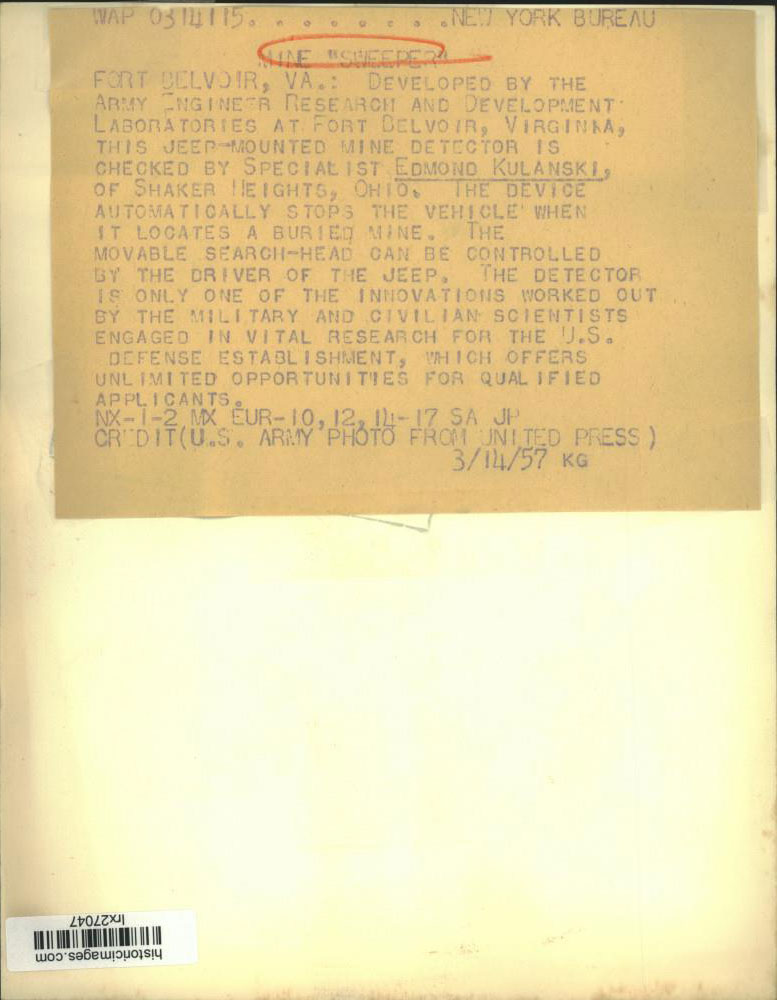 WAP 0314115. . . . . . . . .NEW YORK BUREAU
MINE "SWEEPER"
FORT BELVOIR, VA.: DEVELOPED BY THE
ARMY ENGINEER RESEARCH AND DEVELOPMENT
LABORATORIES AT FORT BELVOIR, VIRGINIA,
THIS JEEP-MOUNTED MINE DETECTOR IS
CHECKED BY SPECIALIST EDMOND KULANSKI,
OF SHAKER HEIGHTS, OHIO. THE DEVICE
AUTOMATICALLY STOPS THE VEHICLE WHEN
IT LOCATES A BURIED MINE. THE
MOVABLE SEARCH-HEAD CAN BE CONTROLLED
BY THE DRIVER OF THE JEEP. THE DETECTOR
IS ONLY ONE OF THE INNOVATIONS WORKED OUT
BY THE MILITARY AND CIVILIAN SCIENTISTS
ENGAGED IN VITAL RESEARCH FOR THE U.S.
DEFENSE ESTABLISHMENT, WHICH OFFERS
UNLIMITED OPPORTUNITIES FOR QUALIFIED
APPLICANTS.
NX-1-2 MX EUR-10,12,14-17 SA JP
CREDIT(U.S. ARMY PHOTO FROM UNITED PRESS)
3/14/57 KG
historicimages.com
lrx27047